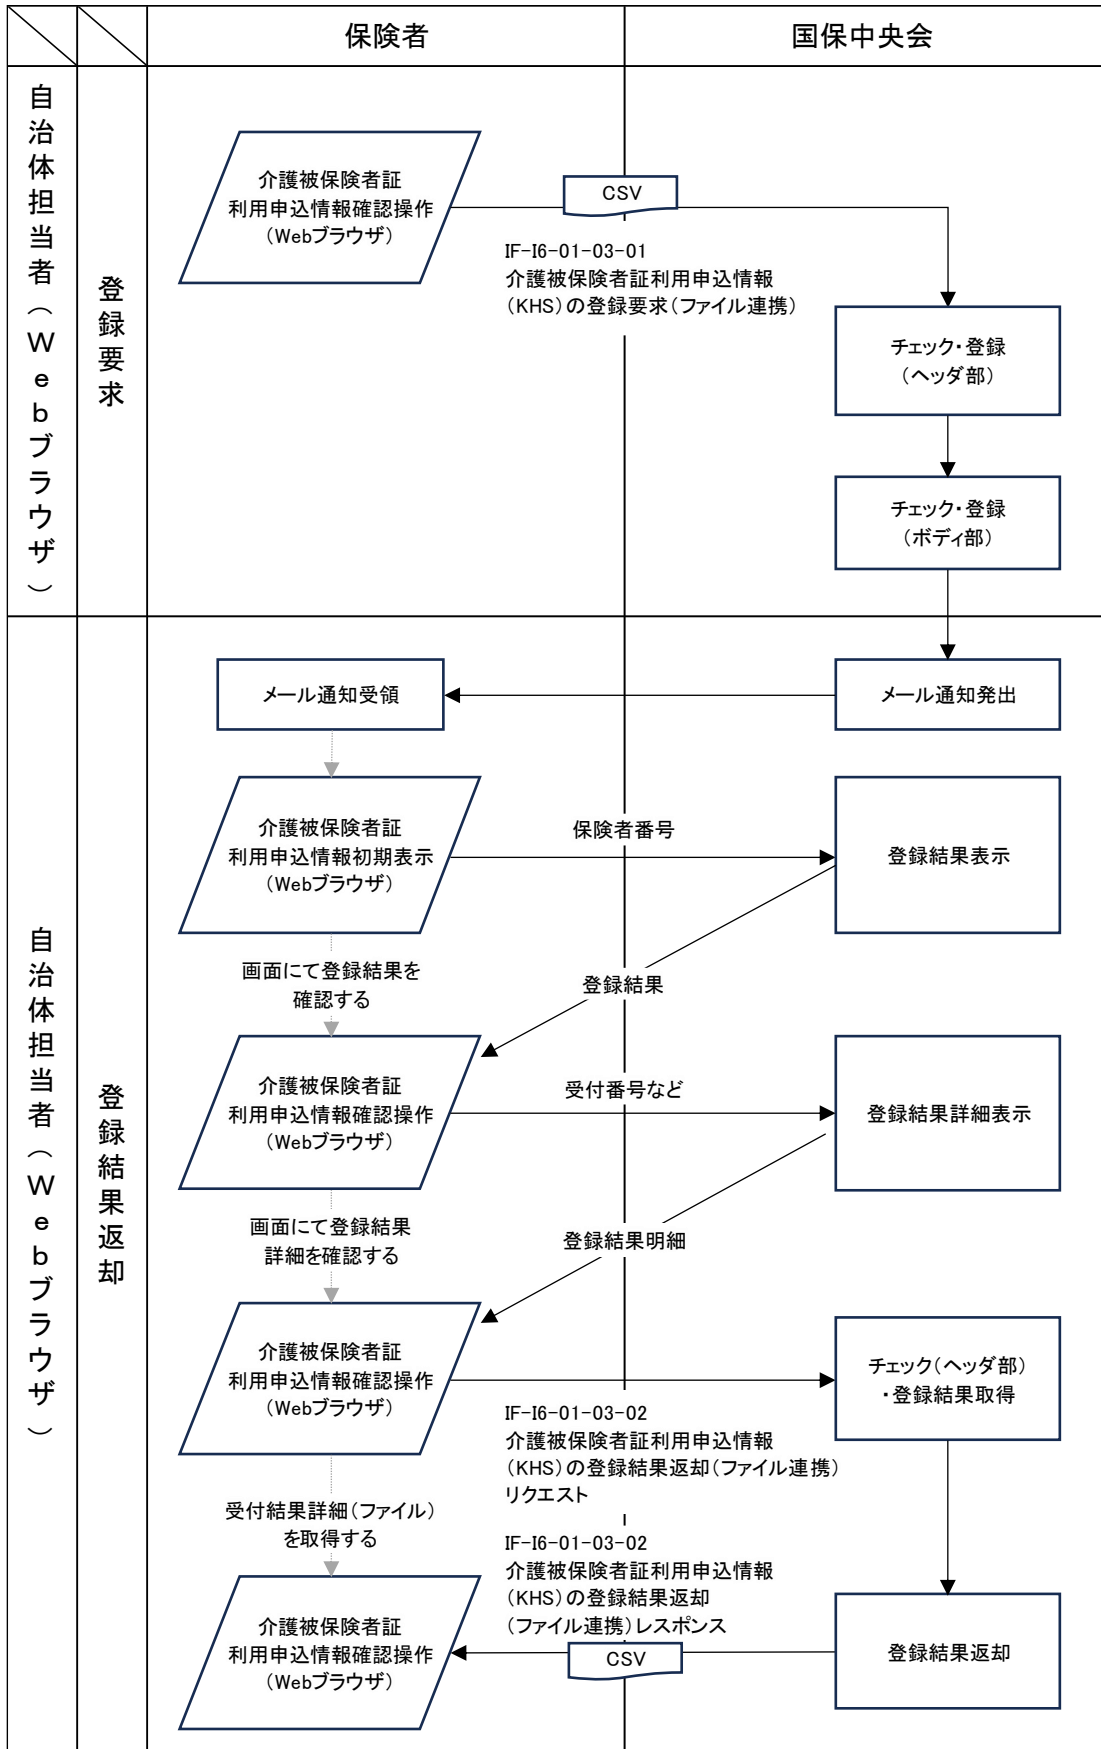 保険者
国保中央会
自治体担当者（Webブラウザ）
登録要求
介護被保険者証
利用申込情報確認操作
（Webブラウザ）
CSV
IF-I6-01-03-01
介護被保険者証利用申込情報
（KHS）の登録要求（ファイル連携）
チェック・登録
（ヘッダ部）
チェック・登録
（ボディ部）
自治体担当者（Webブラウザ）
登録結果返却
メール通知受領
メール通知発出
介護被保険者証
利用申込情報初期表示
（Webブラウザ）
保険者番号
登録結果表示
画面にて登録結果を
確認する
登録結果
介護被保険者証
利用申込情報確認操作
（Webブラウザ）
受付番号など
登録結果詳細表示
画面にて登録結果
詳細を確認する
登録結果明細
介護被保険者証
利用申込情報確認操作
（Webブラウザ）
チェック（ヘッダ部）
・登録結果取得
IF-I6-01-03-02
介護被保険者証利用申込情報
（KHS）の登録結果返却（ファイル連携）
リクエスト
受付結果詳細（ファイル）
を取得する
IF-I6-01-03-02
介護被保険者証利用申込情報
（KHS）の登録結果返却
（ファイル連携）レスポンス
介護被保険者証
利用申込情報確認操作
（Webブラウザ）
CSV
登録結果返却